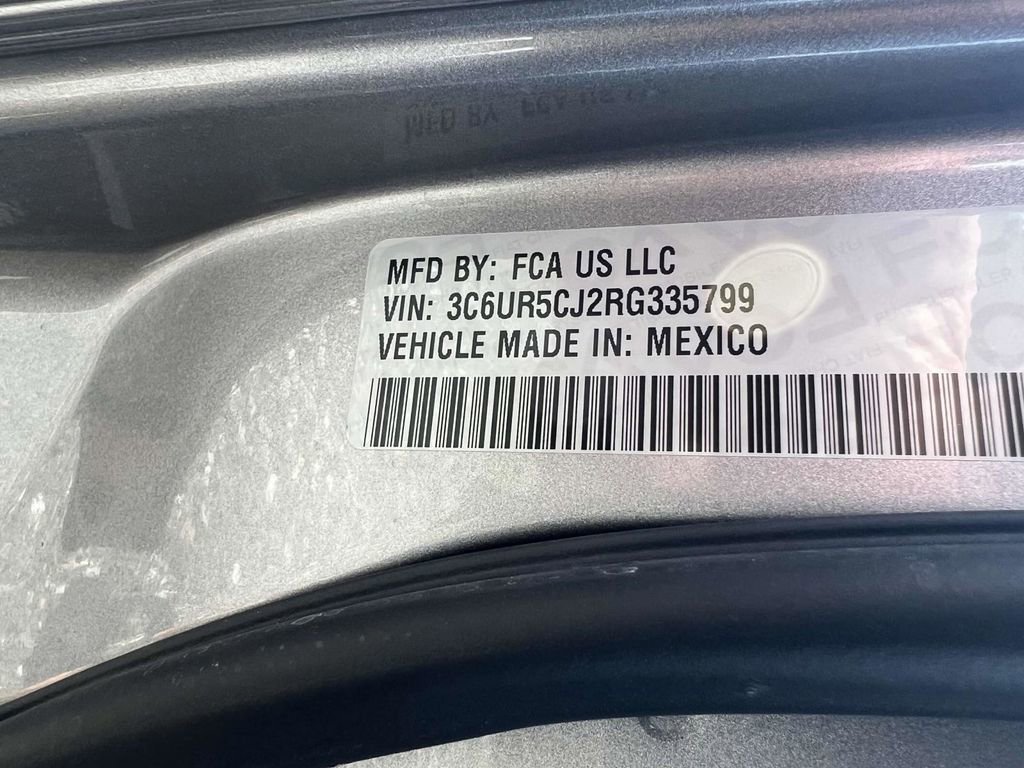 MFD BY: FCA US LLC
VIN: 3C6UR5CJ2RG335799
VEHICLE MADE IN: MEXICO